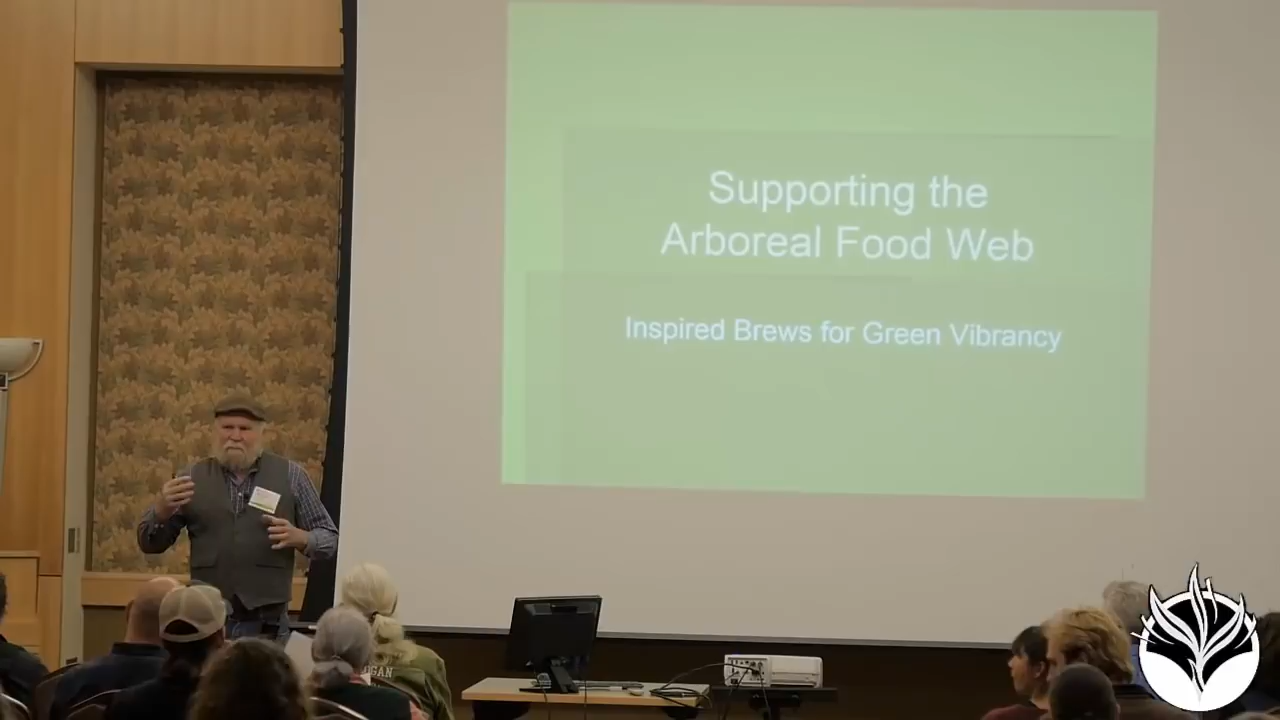 Supporting the
Arboreal Food Web
Inspired Brews for Green Vibrancy